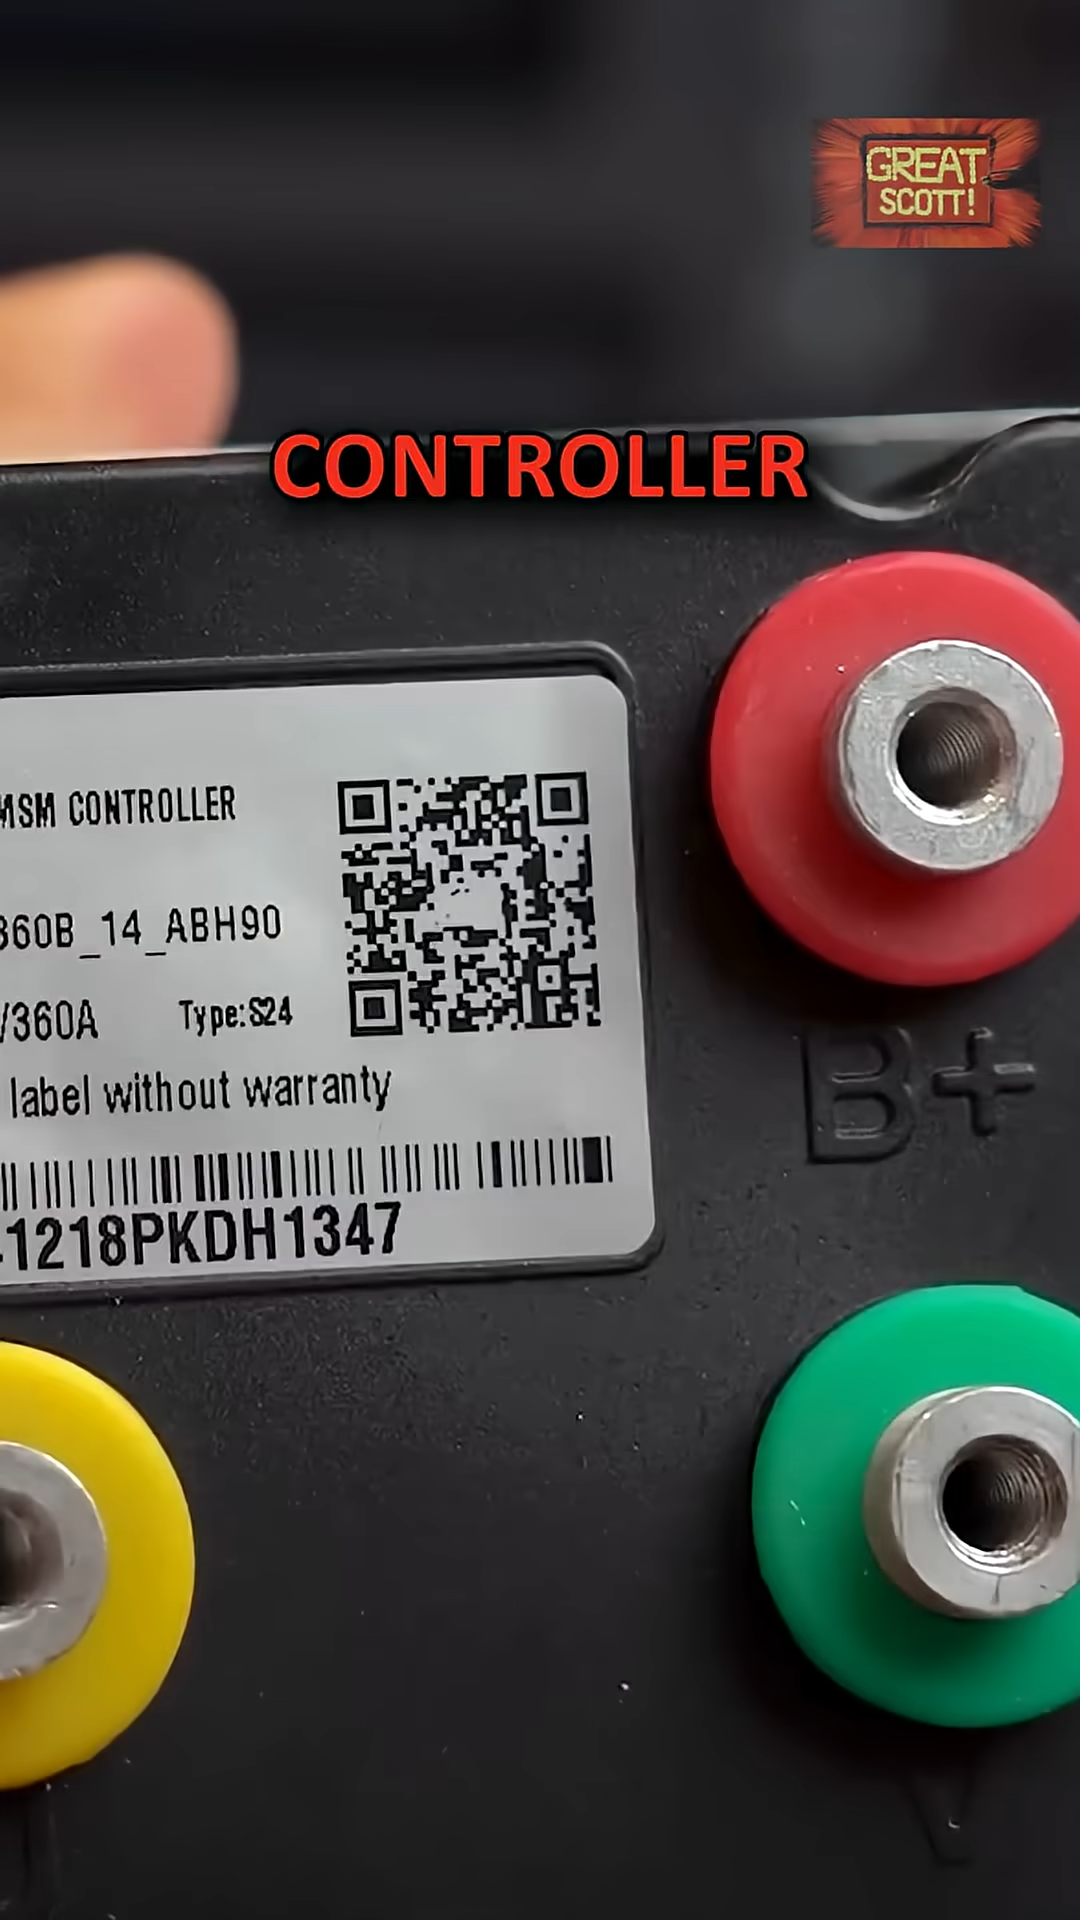 GREAT
SCOTT!
CONTROLLER
MSM CONTROLLER
360B_14_ABH90
/360A Type:S24
label without warranty
1218PKDH1347
B+
V